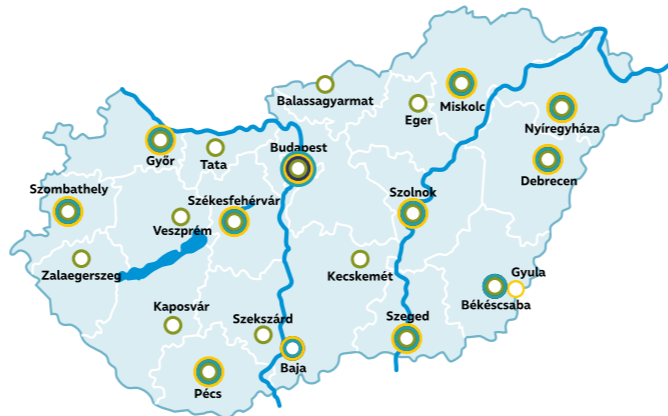 Balassagyarmat
Miskolc
Eger
Nyíregyháza
Győr
Tata
Budapest
Debrecen
Szombathely
Székesfehérvár
Szolnok
Veszprém
Zalaegerszeg
Kecskemét
Gyula
Békéscsaba
Kaposvár
Szekszárd
Szeged
Baja
Pécs